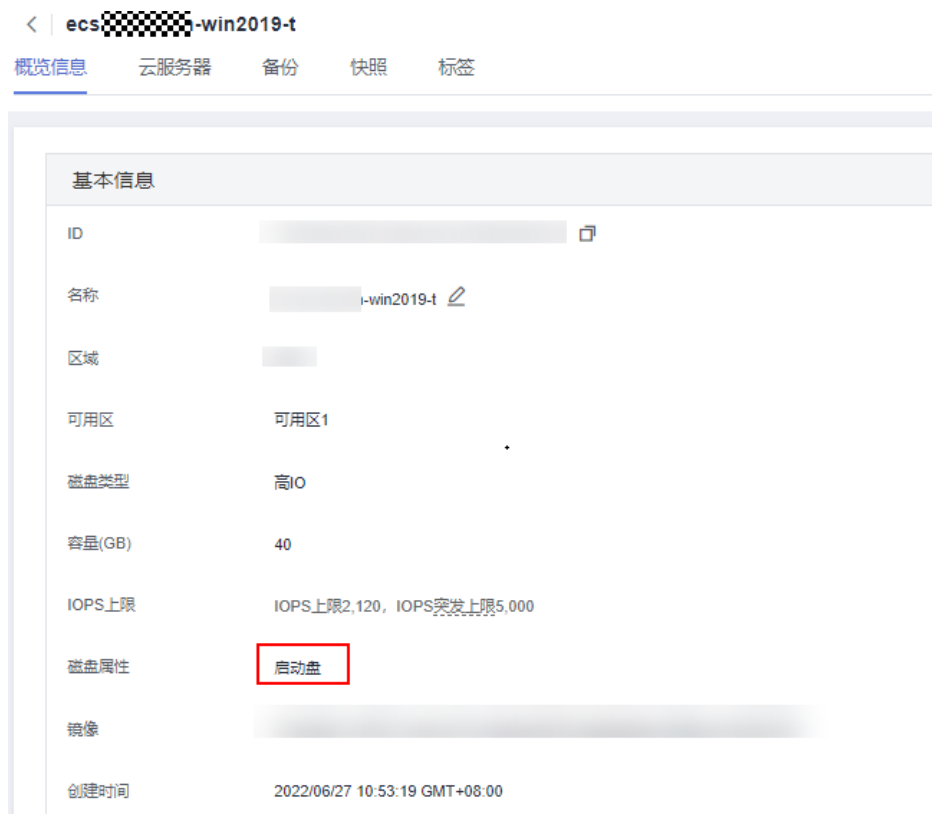 ecs -win2019-t
概览信息 云服务器 备份 快照 标签
基本信息
ID
名称 -win2019-t
区域
可用区 可用区1
磁盘类型 高IO
容量(GB) 40
IOPS上限 IOPS上限2,120，IOPS突发上限5,000
磁盘属性 启动盘
镜像
创建时间 2022/06/27 10:53:19 GMT+08:00